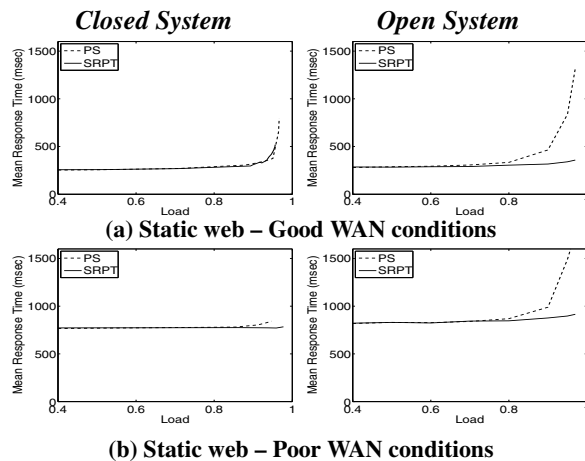 Closed System
Open System
Mean Response Time (msec)
1500
1000
500
0
0.4
0.6
0.8
1
Load
PS
SRPT
Mean Response Time (msec)
1500
1000
500
0
0.4
0.6
0.8
Load
PS
SRPT
(a) Static web – Good WAN conditions
Mean Response Time (msec)
1500
1000
500
0
0.4
0.6
0.8
1
Load
PS
SRPT
Mean Response Time (msec)
1500
1000
500
0
0.4
0.6
0.8
Load
PS
SRPT
(b) Static web – Poor WAN conditions